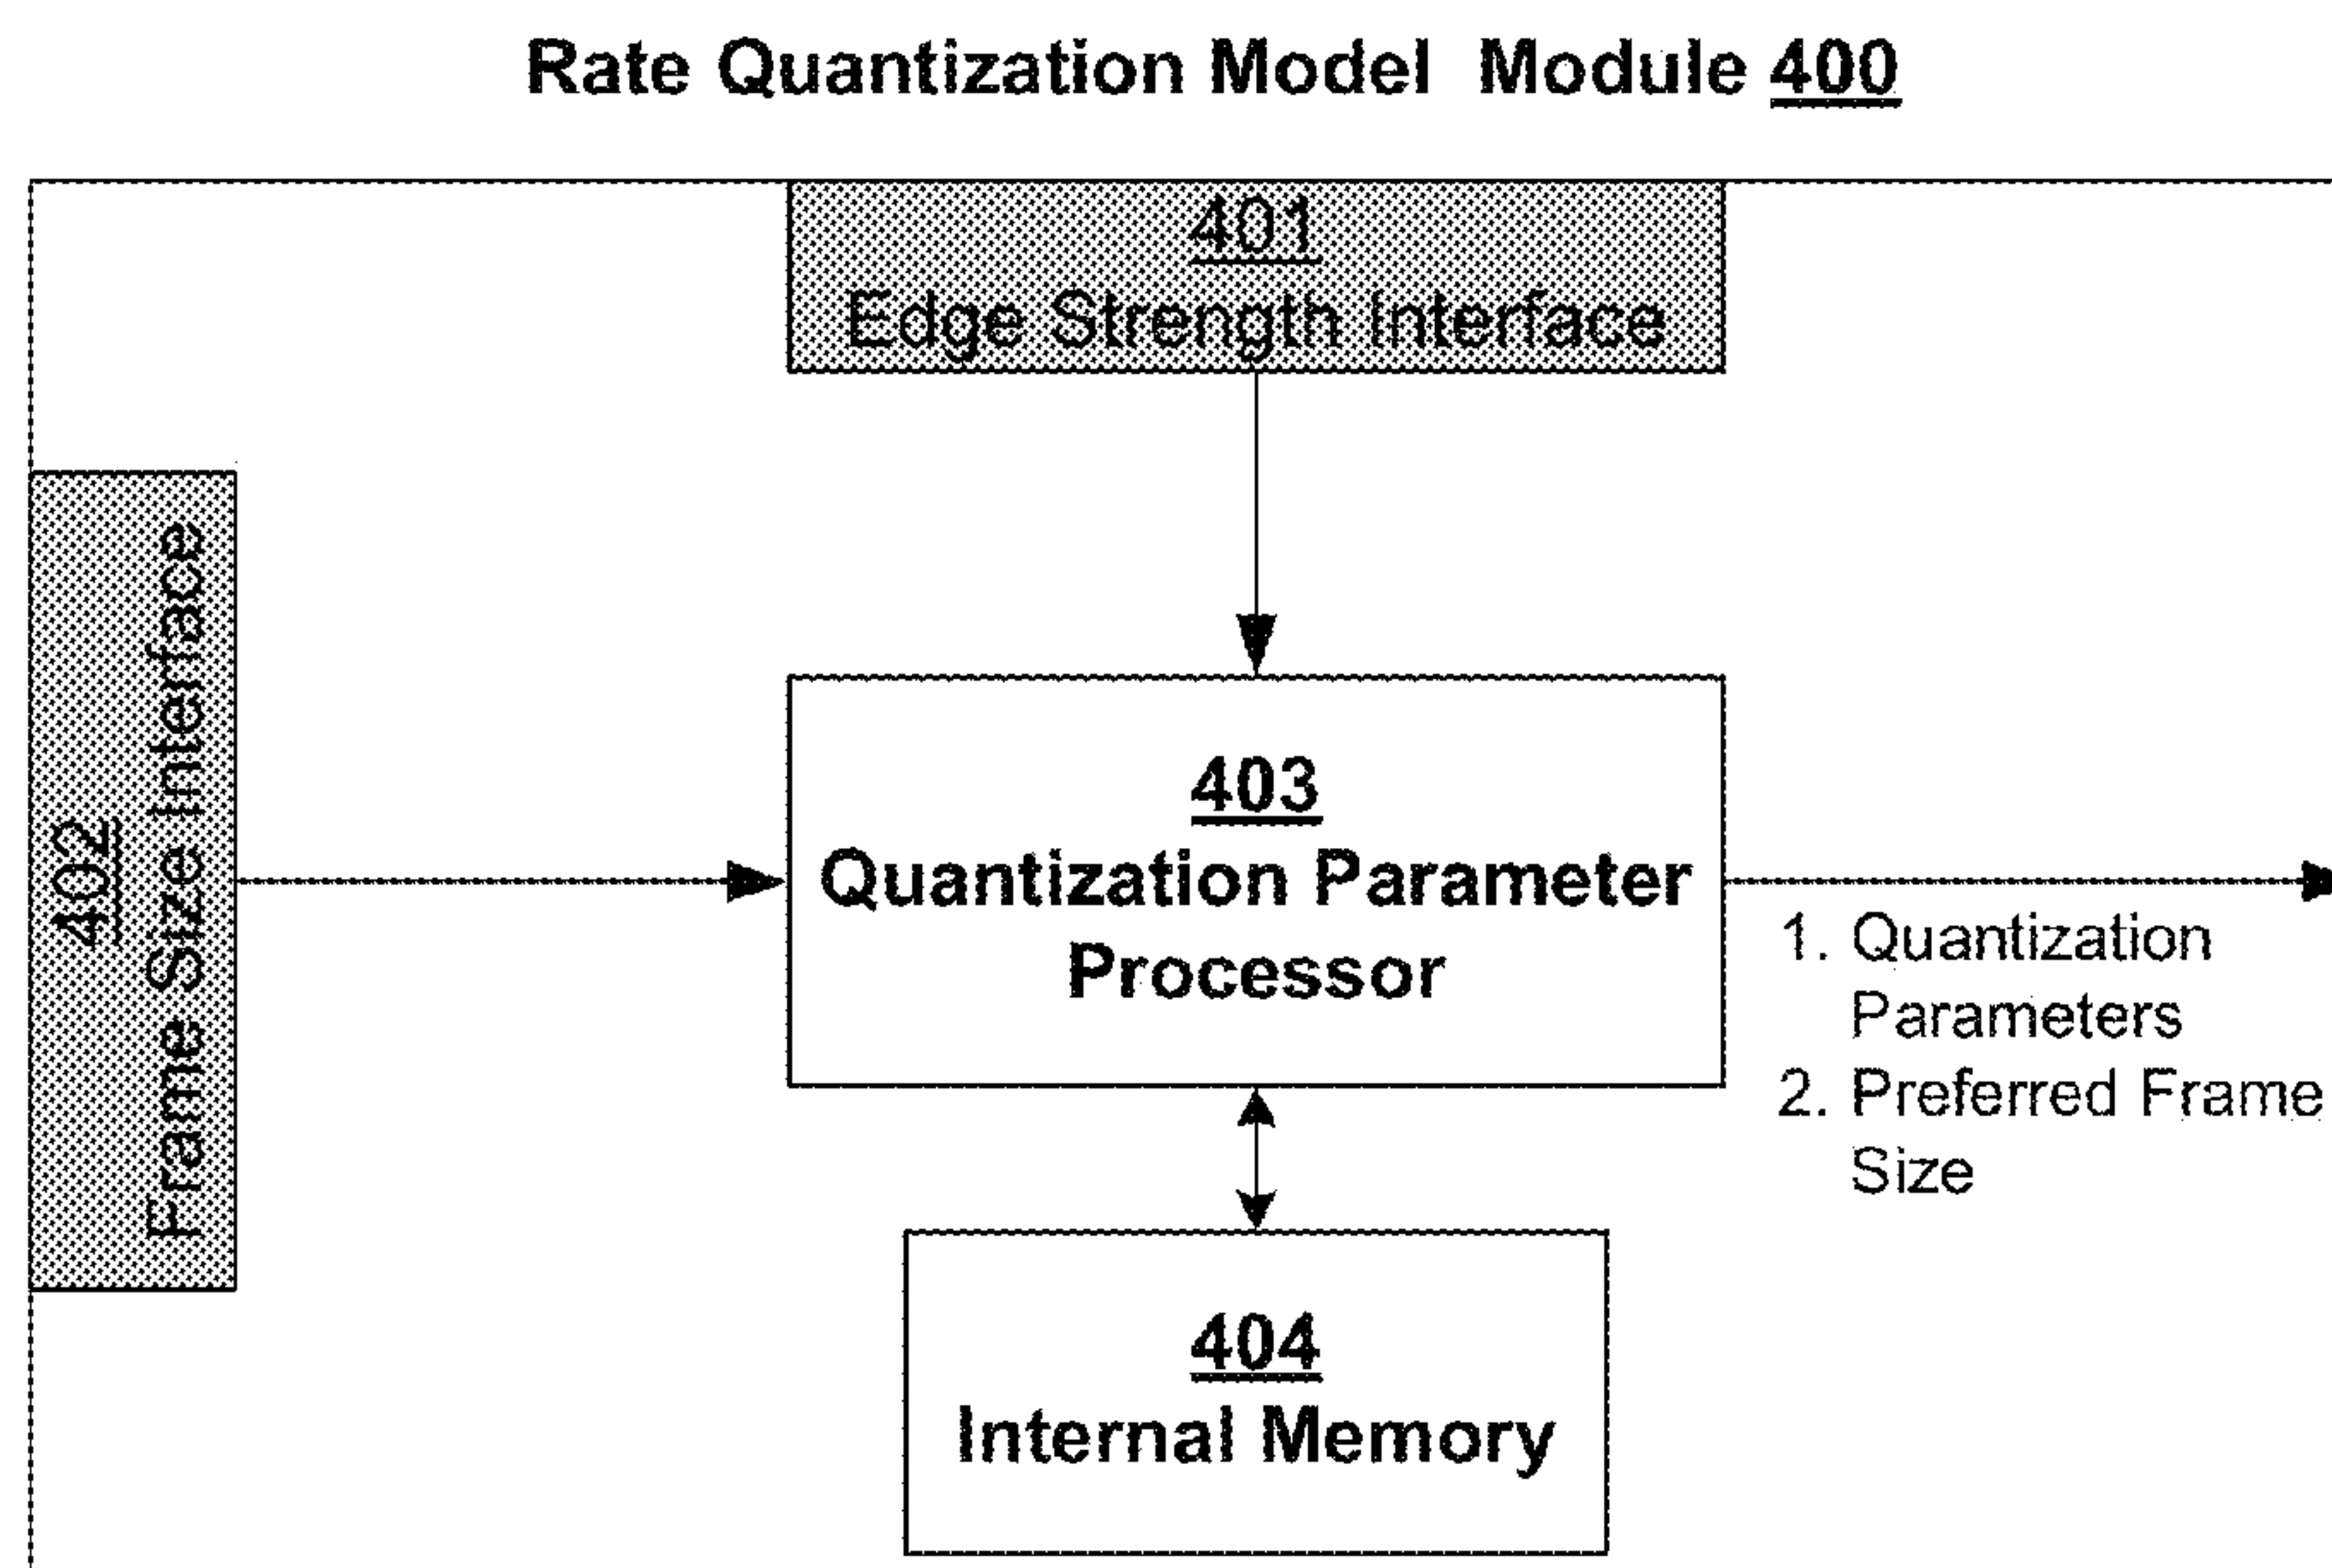 Rate Quantization Model Module 400
401
Edge Strength Interface
402
Frame Size Interface
403
Quantization Parameter
Processor
1. Quantization
Parameters
2. Preferred Frame
Size
404
Internal Memory